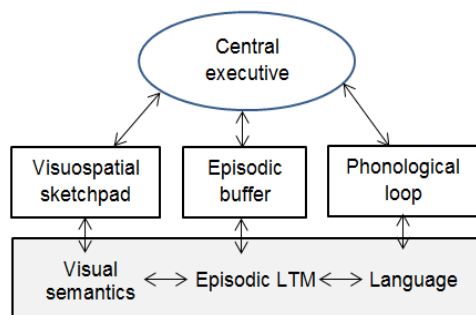 Central
executive
Visuospatial
sketchpad
Episodic
buffer
Phonological
loop
Visual
semantics
Episodic LTM
Language